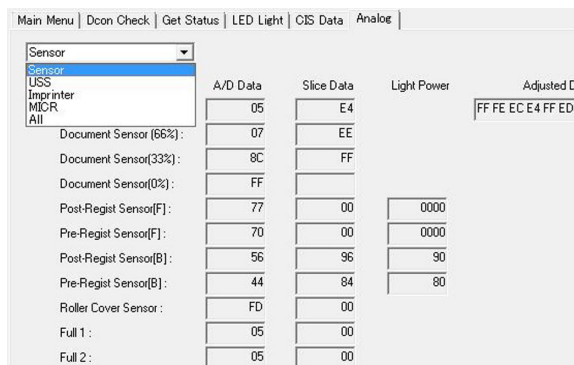 Main Menu | Dcon Check | Get Status | LED Light | CIS Data | Analog
Sensor
Sensor
USS
Imprinter
MICR
All
A/D Data Slice Data Light Power Adjusted D
05 E4 FF FE EC E4 FF ED
Document Sensor (66%) : 07 EE
Document Sensor(33%) : 8C FF
Document Sensor(0%) : FF
Post-Regist Sensor[F] : 77 00 0000
Pre-Regist Sensor[F] : 70 00 0000
Post-Regist Sensor[B] : 56 96 90
Pre-Regist Sensor[B] : 44 84 80
Roller Cover Sensor : FD 00
Full 1 : 05 00
Full 2 : 05 00